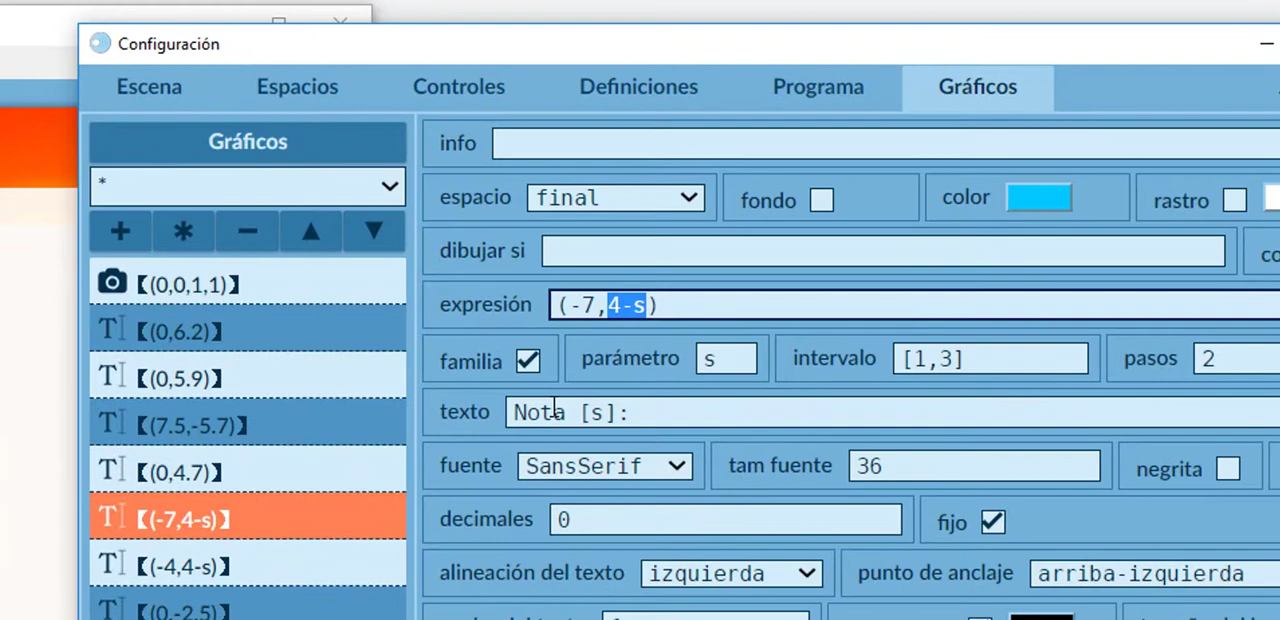 Configuración
Escena Espacios Controles Definiciones Programa Gráficos
Gráficos
*
【(0,0,1,1)】
T 【(0,6.2)】
T 【(0,5.9)】
T 【(7.5,-5.7)】
T 【(0,4.7)】
T 【(-7,4-s)】
T 【(-4,4-s)】
T 【(0,-2.5)】
info
espacio final fondo color rastro
dibujar si
expresión (-7,4-s)
familia parámetro s intervalo [1,3] pasos 2
texto Nota [s]:
fuente SansSerif tam fuente 36 negrita
decimales 0 fijo
alineación del texto izquierda punto de anclaje arriba-izquierda